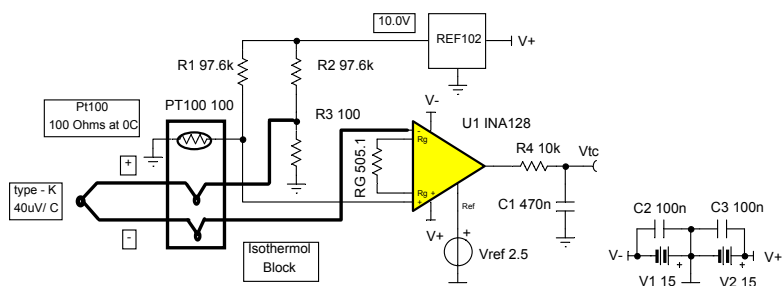 10.0V
REF102
V+
R1 97.6k
R2 97.6k
Pt100
100 Ohms at 0C
PT100 100
R3 100
V-
U1 INA128
-
Rg
RG 505.1
Rg
+
+
R4 10k
Vtc
Ref
C1 470n
+
type - K
40uV/ C
-
V+
+
Vref 2.5
Isothermol
Block
C2 100n
C3 100n
V-
V+
+
+
V1 15
V2 15